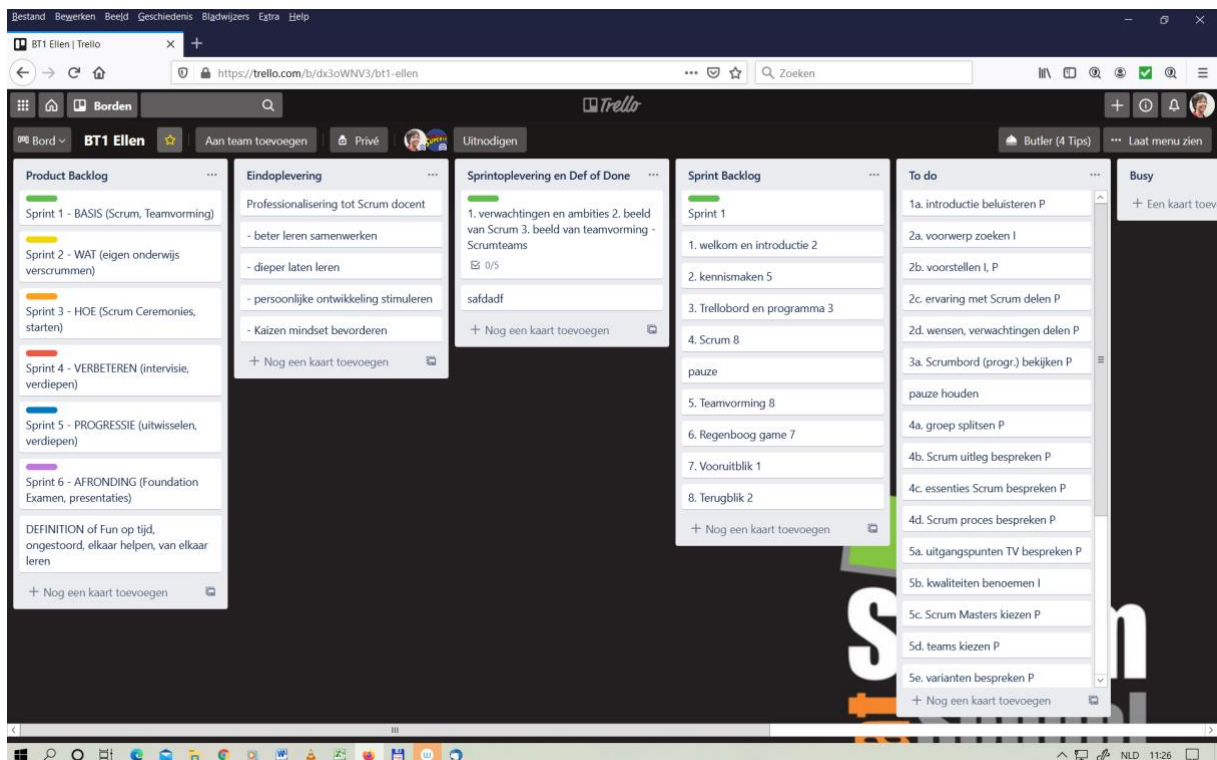 Bestand Bewerken Beeld Geschiedenis Bladwijzers Extra Help
BT1 Ellen | Trello
https://trello.com/b/dx3oWNV3/bt1-ellen
Zoeken
Borden
Trello
Bord
BT1 Ellen
Aan team toevoegen
Privé
Uitnodigen
Butler (4 Tips)
Laat menu zien
Product Backlog
Sprint 1 - BASIS (Scrum, Teamvorming)
Sprint 2 - WAT (eigen onderwijs
verscrummen)
Sprint 3 - HOE (Scrum Ceremonies,
starten)
Sprint 4 - VERBETEREN (intervisie,
verdiepen)
Sprint 5 - PROGRESSIE (uitwisselen,
verdiepen)
Sprint 6 - AFRONDING (Foundation
Examen, presentaties)
DEFINITION of Fun op tijd,
ongestoord, elkaar helpen, van elkaar
leren
+ Nog een kaart toevoegen
Eindoplevering
Professionalisering tot Scrum docent
- beter leren samenwerken
- dieper laten leren
- persoonlijke ontwikkeling stimuleren
- Kaizen mindset bevorderen
+ Nog een kaart toevoegen
Sprintoplevering en Def of Done
1. verwachtingen en ambities 2. beeld
van Scrum 3. beeld van teamvorming -
Scrumteams
0/5
safdadf
+ Nog een kaart toevoegen
Sprint Backlog
Sprint 1
1. welkom en introductie 2
2. kennismaken 5
3. Trellobord en programma 3
4. Scrum 8
pauze
5. Teamvorming 8
6. Regenboog game 7
7. Vooruitblik 1
8. Terugblik 2
+ Nog een kaart toevoegen
To do
1a. introductie beluisteren P
2a. voorwerp zoeken I
2b. voorstellen I, P
2c. ervaring met Scrum delen P
2d. wensen, verwachtingen delen P
3a. Scrumbord (progr.) bekijken P
pauze houden
4a. groep splitsen P
4b. Scrum uitleg bespreken P
4c. essenties Scrum bespreken P
4d. Scrum proces bespreken P
5a. uitgangspunten TV bespreken P
5b. kwaliteiten benoemen I
5c. Scrum Masters kiezen P
5d. teams kiezen P
5e. varianten bespreken P
+ Nog een kaart toevoegen
Busy
+ Een kaart toev
NLD 11:26